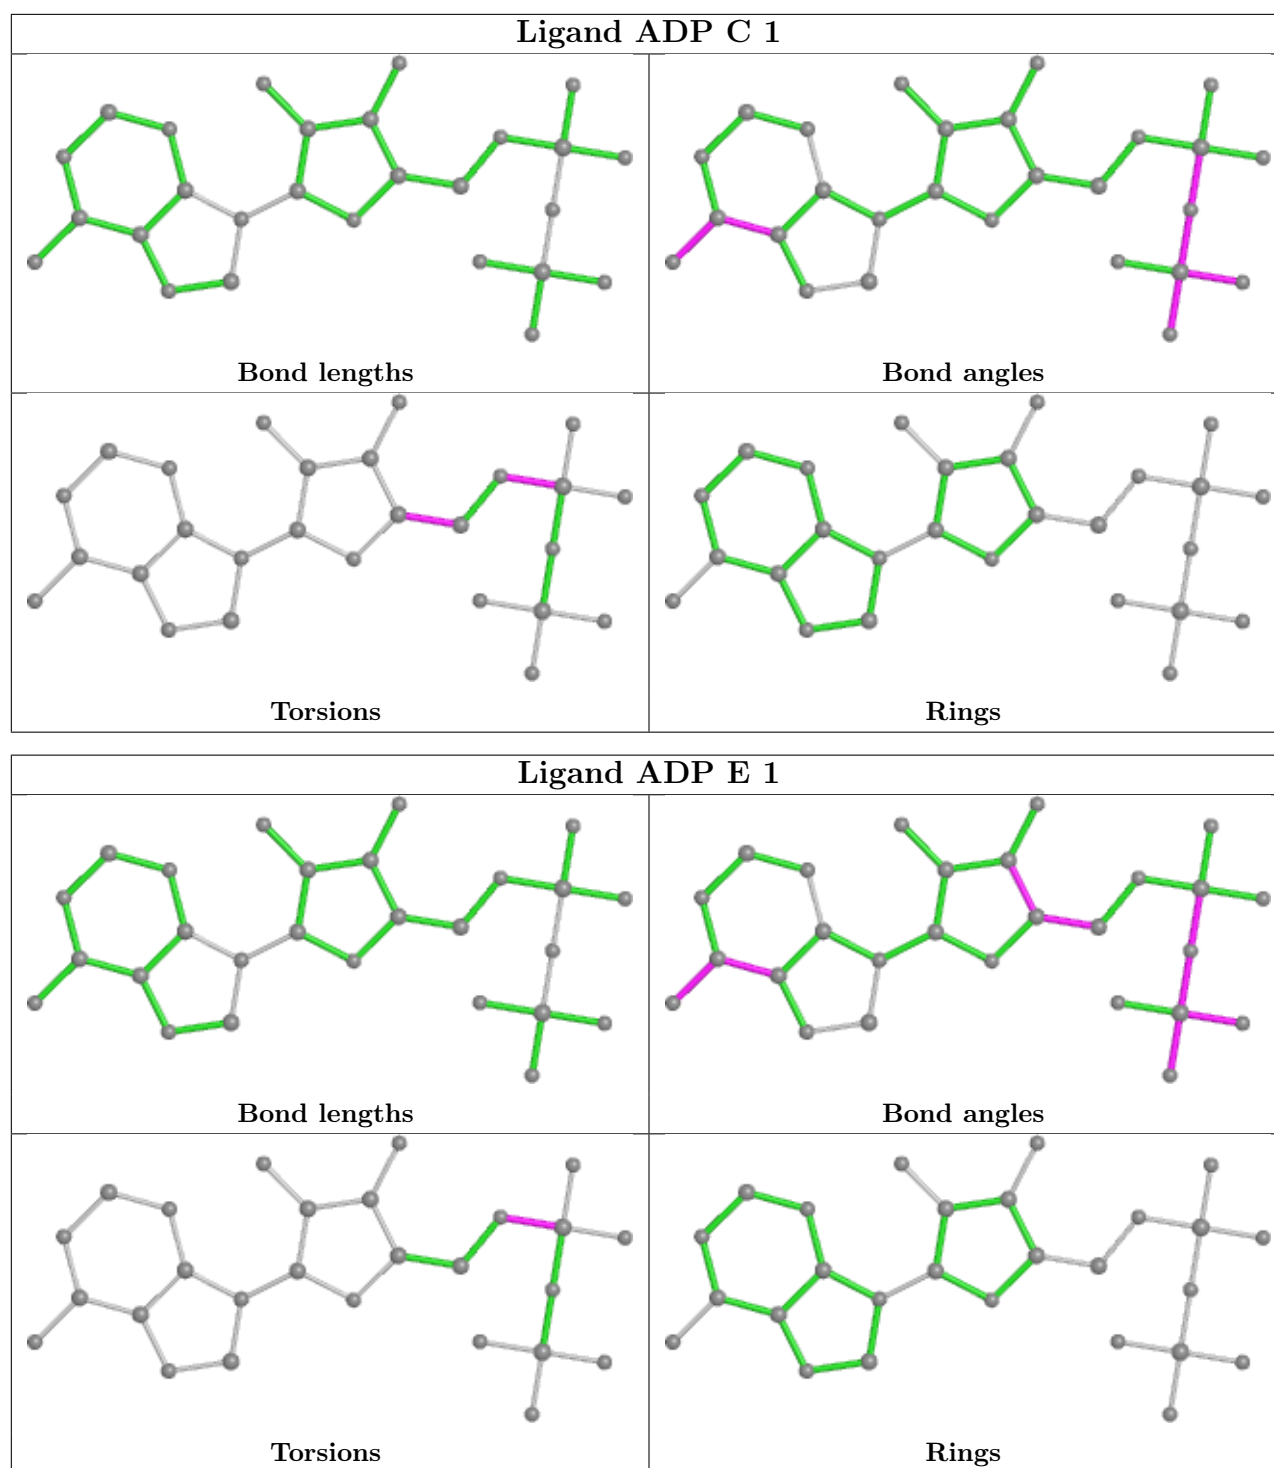 Ligand ADP C 1
Bond lengths
Bond angles
Torsions
Rings
Ligand ADP E 1
Bond lengths
Bond angles
Torsions
Rings